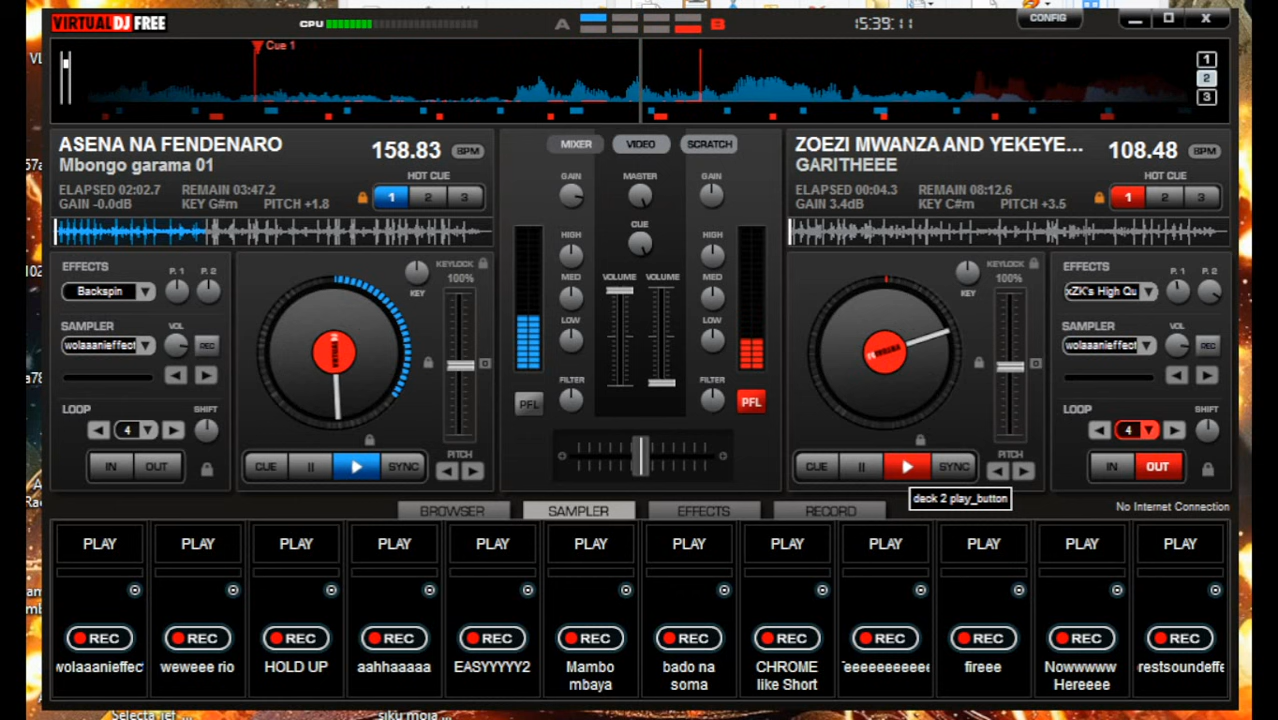 VIRTUAL DJ FREE
CPU
A
B
15:39:11
CONFIG
Cue 1
1
2
3
ASENA NA FENDENARO
Mbongo garama 01
158.83 BPM
ELAPSED 02:02.7 REMAIN 03:47.2
GAIN -0.0dB KEY G#m PITCH +1.8
HOT CUE
1 2 3
MIXER VIDEO SCRATCH
ZOEZI MWANZA AND YEKEYE...
GARITHEEE
108.48 BPM
ELAPSED 00:04.3 REMAIN 08:12.6
GAIN 3.4dB KEY C#m PITCH +3.5
HOT CUE
1 2 3
EFFECTS
P. 1 P. 2
Backspin
SAMPLER
VOL
wolaaanieffect
REC
LOOP
SHIFT
4
IN OUT
KEYLOCK
100%
KEY
CUE SYNC
PITCH
GAIN MASTER GAIN
CUE
HIGH HIGH
MED VOLUME VOLUME MED
LOW LOW
FILTER FILTER
PFL PFL
KEYLOCK
100%
KEY
CUE SYNC
PITCH
deck 2 play_button
EFFECTS
P. 1 P. 2
xZK's High Qu
SAMPLER
VOL
wolaaanieffect
REC
LOOP
SHIFT
4
IN OUT
No Internet Connection
BROWSER SAMPLER EFFECTS RECORD
PLAY PLAY PLAY PLAY PLAY PLAY PLAY PLAY PLAY PLAY PLAY PLAY
REC REC REC REC REC REC REC REC REC REC REC REC
wolaaanieffec
weweee rio
HOLD UP
aahhaaaaa
EASYYYYY2
Mambo
mbaya
bado na
soma
CHROME
like Short
fireee
Nowwwww
Hereeee
restsoundeffe
siku moja ...